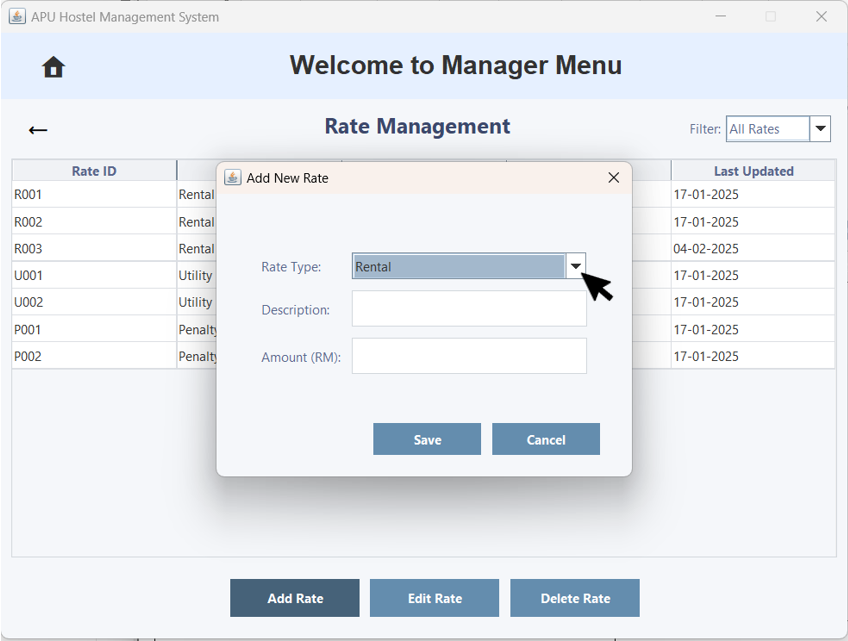 APU Hostel Management System
Welcome to Manager Menu
Rate Management
Filter: All Rates
Rate ID Last Updated
R001 Rental 17-01-2025
R002 Rental 17-01-2025
R003 Rental 04-02-2025
U001 Utility 17-01-2025
U002 Utility 17-01-2025
P001 Penalty 17-01-2025
P002 Penalty 17-01-2025
Add New Rate
Rate Type: Rental
Description:
Amount (RM):
Save Cancel
Add Rate Edit Rate Delete Rate